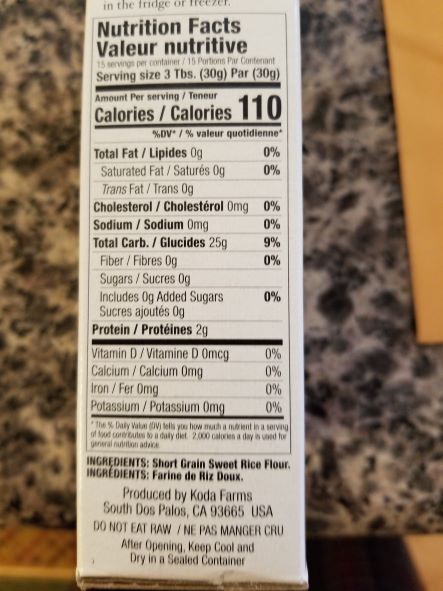 in the fridge or freezer.
Nutrition Facts
Valeur nutritive
15 servings per container / 15 Portions Par Contenant
Serving size 3 Tbs. (30g) Par (30g)
Amount Per serving / Teneur
Calories / Calories 110
%DV* / % valeur quotidienne*
Total Fat / Lipides 0g 0%
Saturated Fat / Saturés 0g 0%
Trans Fat / Trans 0g
Cholesterol / Cholestérol 0mg 0%
Sodium / Sodium 0mg 0%
Total Carb. / Glucides 25g 9%
Fiber / Fibres 0g 0%
Sugars / Sucres 0g
Includes 0g Added Sugars 0%
Sucres ajoutés 0g
Protein / Protéines 2g
Vitamin D / Vitamine D 0mcg 0%
Calcium / Calcium 0mg 0%
Iron / Fer 0mg 0%
Potassium / Potassium 0mg 0%
*The % Daily Value (DV) tells you how much a nutrient in a serving
of food contributes to a daily diet. 2,000 calories a day is used for
general nutrition advice.
INGREDIENTS: Short Grain Sweet Rice Flour.
INGRÉDIENTS: Farine de Riz Doux.
Produced by Koda Farms
South Dos Palos, CA 93665 USA
DO NOT EAT RAW / NE PAS MANGER CRU
After Opening, Keep Cool and
Dry in a Sealed Container